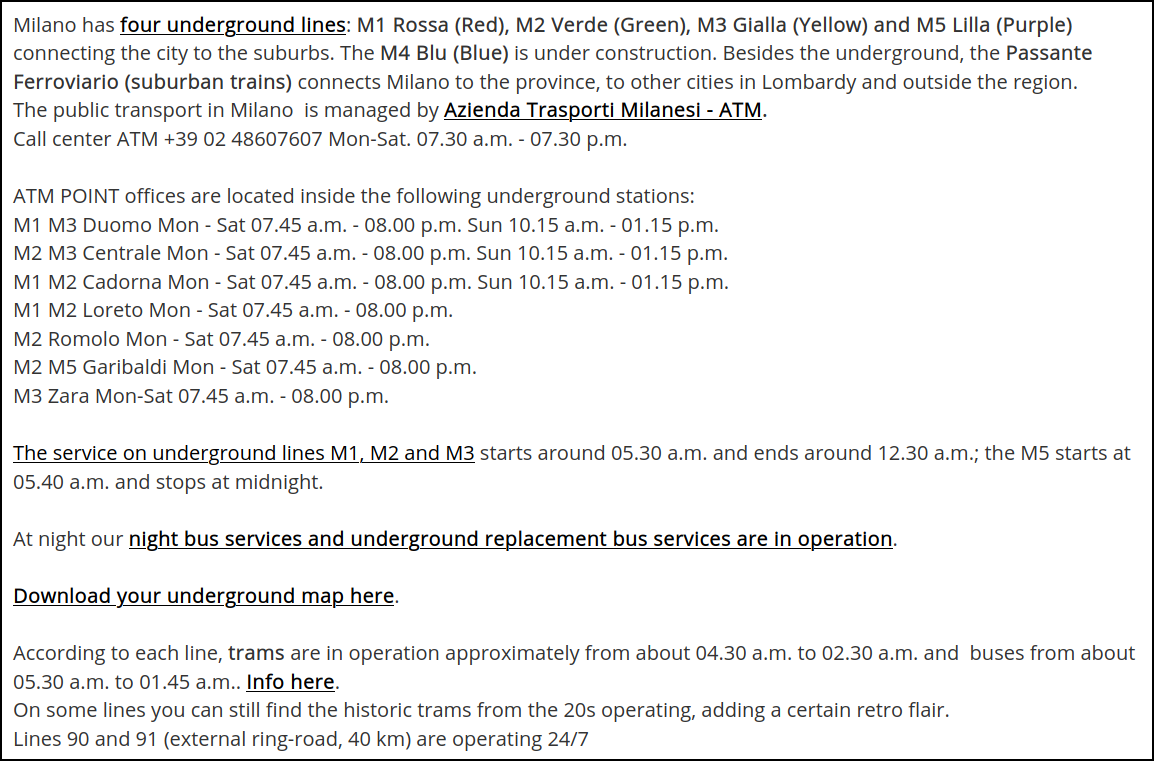 Milano has four underground lines: M1 Rossa (Red), M2 Verde (Green), M3 Gialla (Yellow) and M5 Lilla (Purple)
connecting the city to the suburbs. The M4 Blu (Blue) is under construction. Besides the underground, the Passante
Ferroviario (suburban trains) connects Milano to the province, to other cities in Lombardy and outside the region.
The public transport in Milano  is managed by Azienda Trasporti Milanesi - ATM.
Call center ATM +39 02 48607607 Mon-Sat. 07.30 a.m. - 07.30 p.m.
ATM POINT offices are located inside the following underground stations:
M1 M3 Duomo Mon - Sat 07.45 a.m. - 08.00 p.m. Sun 10.15 a.m. - 01.15 p.m.
M2 M3 Centrale Mon - Sat 07.45 a.m. - 08.00 p.m. Sun 10.15 a.m. - 01.15 p.m.
M1 M2 Cadorna Mon - Sat 07.45 a.m. - 08.00 p.m. Sun 10.15 a.m. - 01.15 p.m.
M1 M2 Loreto Mon - Sat 07.45 a.m. - 08.00 p.m.
M2 Romolo Mon - Sat 07.45 a.m. - 08.00 p.m.
M2 M5 Garibaldi Mon - Sat 07.45 a.m. - 08.00 p.m.
M3 Zara Mon-Sat 07.45 a.m. - 08.00 p.m.
The service on underground lines M1, M2 and M3 starts around 05.30 a.m. and ends around 12.30 a.m.; the M5 starts at
05.40 a.m. and stops at midnight.
At night our night bus services and underground replacement bus services are in operation.
Download your underground map here.
According to each line, trams are in operation approximately from about 04.30 a.m. to 02.30 a.m. and  buses from about
05.30 a.m. to 01.45 a.m.. Info here.
On some lines you can still find the historic trams from the 20s operating, adding a certain retro flair.
Lines 90 and 91 (external ring-road, 40 km) are operating 24/7